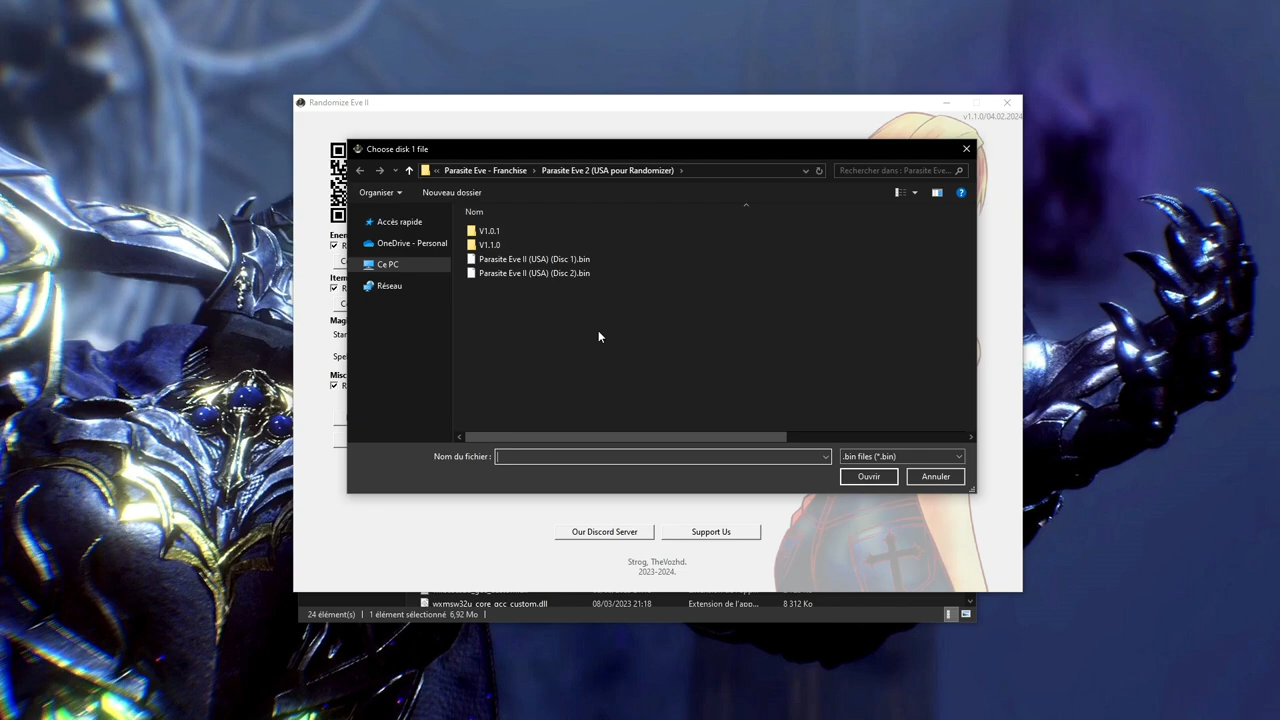 Randomize Eve II
v1.1.0/04.02.2024
Choose disk 1 file
« Parasite Eve - Franchise › Parasite Eve 2 (USA pour Randomizer) ›
Rechercher dans : Parasite Eve...
Organiser
Nouveau dossier
Nom
Accès rapide
OneDrive - Personal
Ce PC
Réseau
V1.0.1
V1.1.0
Parasite Eve II (USA) (Disc 1).bin
Parasite Eve II (USA) (Disc 2).bin
Nom du fichier :
.bin files (*.bin)
Ouvrir
Annuler
Our Discord Server
Support Us
Strog, TheVozhd.
2023-2024.
wxmsw32u_core_gcc_custom.dll 08/03/2023 21:18 Extension de l'app... 8 312 Ko
24 élément(s) 1 élément sélectionné 6,92 Mo